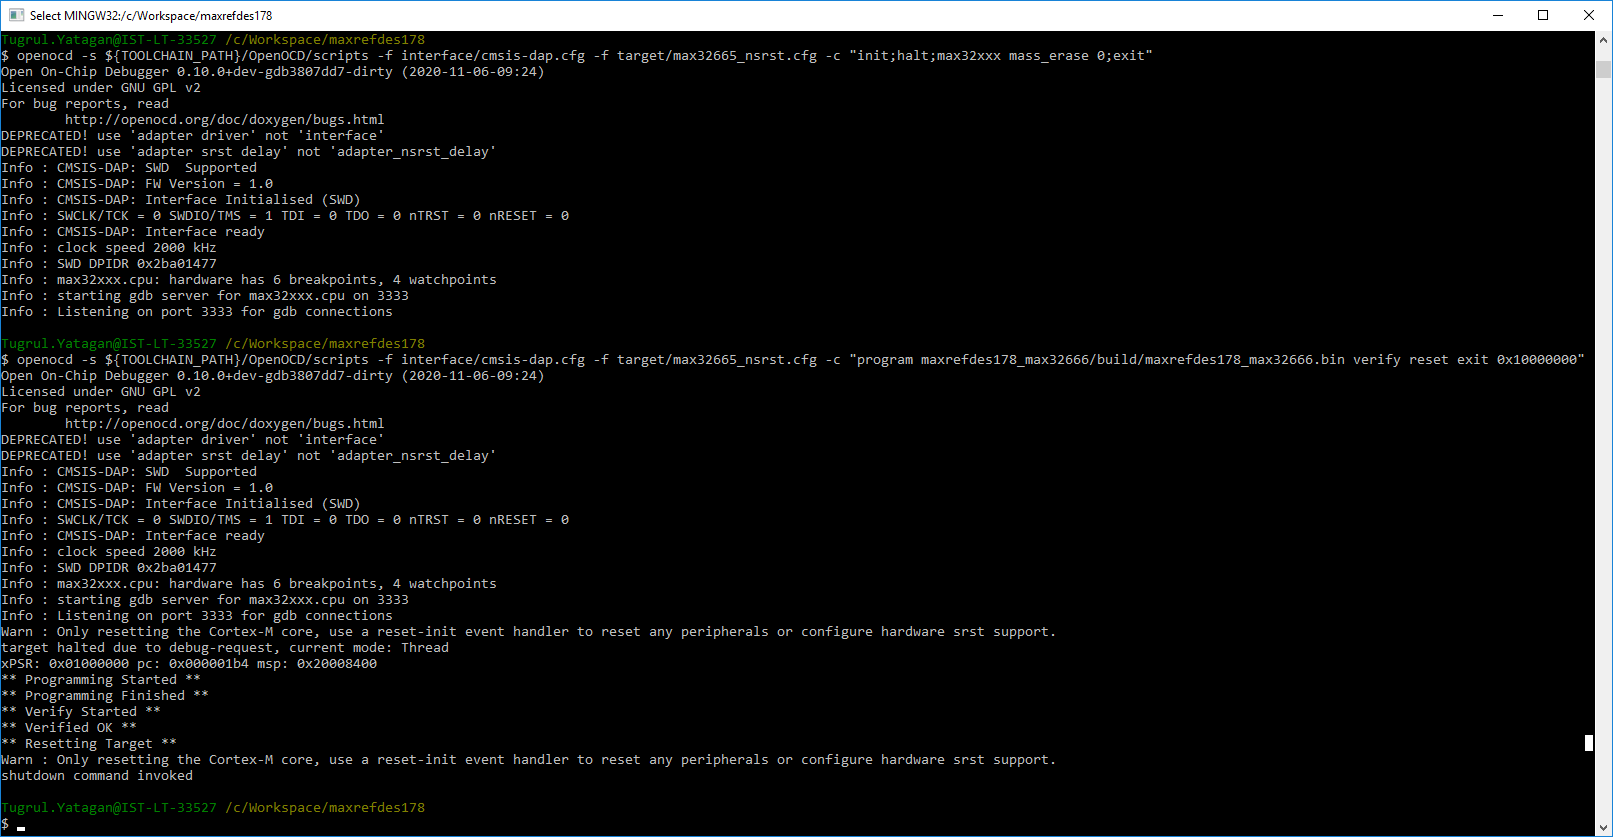 Select MINGW32:/c/Workspace/maxrefdes178
Tugrul.Yatagan@IST-LT-33527 /c/Workspace/maxrefdes178
$ openocd -s ${TOOLCHAIN_PATH}/OpenOCD/scripts -f interface/cmsis-dap.cfg -f target/max32665_nsrst.cfg -c "init;halt;max32xxx mass_erase 0;exit"
Open On-Chip Debugger 0.10.0+dev-gdb3807dd7-dirty (2020-11-06-09:24)
Licensed under GNU GPL v2
For bug reports, read
        http://openocd.org/doc/doxygen/bugs.html
DEPRECATED! use 'adapter driver' not 'interface'
DEPRECATED! use 'adapter srst delay' not 'adapter_nsrst_delay'
Info : CMSIS-DAP: SWD  Supported
Info : CMSIS-DAP: FW Version = 1.0
Info : CMSIS-DAP: Interface Initialised (SWD)
Info : SWCLK/TCK = 0 SWDIO/TMS = 1 TDI = 0 TDO = 0 nTRST = 0 nRESET = 0
Info : CMSIS-DAP: Interface ready
Info : clock speed 2000 kHz
Info : SWD DPIDR 0x2ba01477
Info : max32xxx.cpu: hardware has 6 breakpoints, 4 watchpoints
Info : starting gdb server for max32xxx.cpu on 3333
Info : Listening on port 3333 for gdb connections
Tugrul.Yatagan@IST-LT-33527 /c/Workspace/maxrefdes178
$ openocd -s ${TOOLCHAIN_PATH}/OpenOCD/scripts -f interface/cmsis-dap.cfg -f target/max32665_nsrst.cfg -c "program maxrefdes178_max32666/build/maxrefdes178_max32666.bin verify reset exit 0x10000000"
Open On-Chip Debugger 0.10.0+dev-gdb3807dd7-dirty (2020-11-06-09:24)
Licensed under GNU GPL v2
For bug reports, read
        http://openocd.org/doc/doxygen/bugs.html
DEPRECATED! use 'adapter driver' not 'interface'
DEPRECATED! use 'adapter srst delay' not 'adapter_nsrst_delay'
Info : CMSIS-DAP: SWD  Supported
Info : CMSIS-DAP: FW Version = 1.0
Info : CMSIS-DAP: Interface Initialised (SWD)
Info : SWCLK/TCK = 0 SWDIO/TMS = 1 TDI = 0 TDO = 0 nTRST = 0 nRESET = 0
Info : CMSIS-DAP: Interface ready
Info : clock speed 2000 kHz
Info : SWD DPIDR 0x2ba01477
Info : max32xxx.cpu: hardware has 6 breakpoints, 4 watchpoints
Info : starting gdb server for max32xxx.cpu on 3333
Info : Listening on port 3333 for gdb connections
Warn : Only resetting the Cortex-M core, use a reset-init event handler to reset any peripherals or configure hardware srst support.
target halted due to debug-request, current mode: Thread
xPSR: 0x01000000 pc: 0x000001b4 msp: 0x20008400
** Programming Started **
** Programming Finished **
** Verify Started **
** Verified OK **
** Resetting Target **
Warn : Only resetting the Cortex-M core, use a reset-init event handler to reset any peripherals or configure hardware srst support.
shutdown command invoked
Tugrul.Yatagan@IST-LT-33527 /c/Workspace/maxrefdes178
$